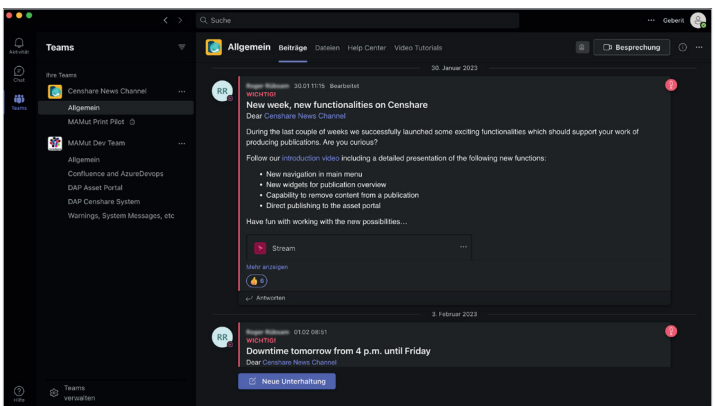 Suche
Geberit
Aktivität
Chat
Teams
Hilfe
Teams
Ihre Teams
Censhare News Channel
Allgemein
MAMut Print Pilot
MAMut Dev Team
Allgemein
Confluence and AzureDevops
DAP Asset Portal
DAP Censhare System
Warnings, System Messages, etc
Teams
verwalten
Allgemein Beiträge Dateien Help Center Video Tutorials
Besprechung
30. Januar 2023
RR
30.01 11:15 Bearbeitet
WICHTIG!
New week, new functionalities on Censhare
Dear Censhare News Channel
During the last couple of weeks we successfully launched some exciting functionalities which should support your work of
producing publications. Are you curious?
Follow our introduction video including a detailed presentation of the following new functions:
• New navigation in main menu
• New widgets for publication overview
• Capability to remove content from a publication
• Direct publishing to the asset portal
Have fun with working with the new possibilities...
Stream
Mehr anzeigen
6
Antworten
3. Februar 2023
RR
01.02 08:51
WICHTIG!
Downtime tomorrow from 4 p.m. until Friday
Dear Censhare News Channel
Neue Unterhaltung